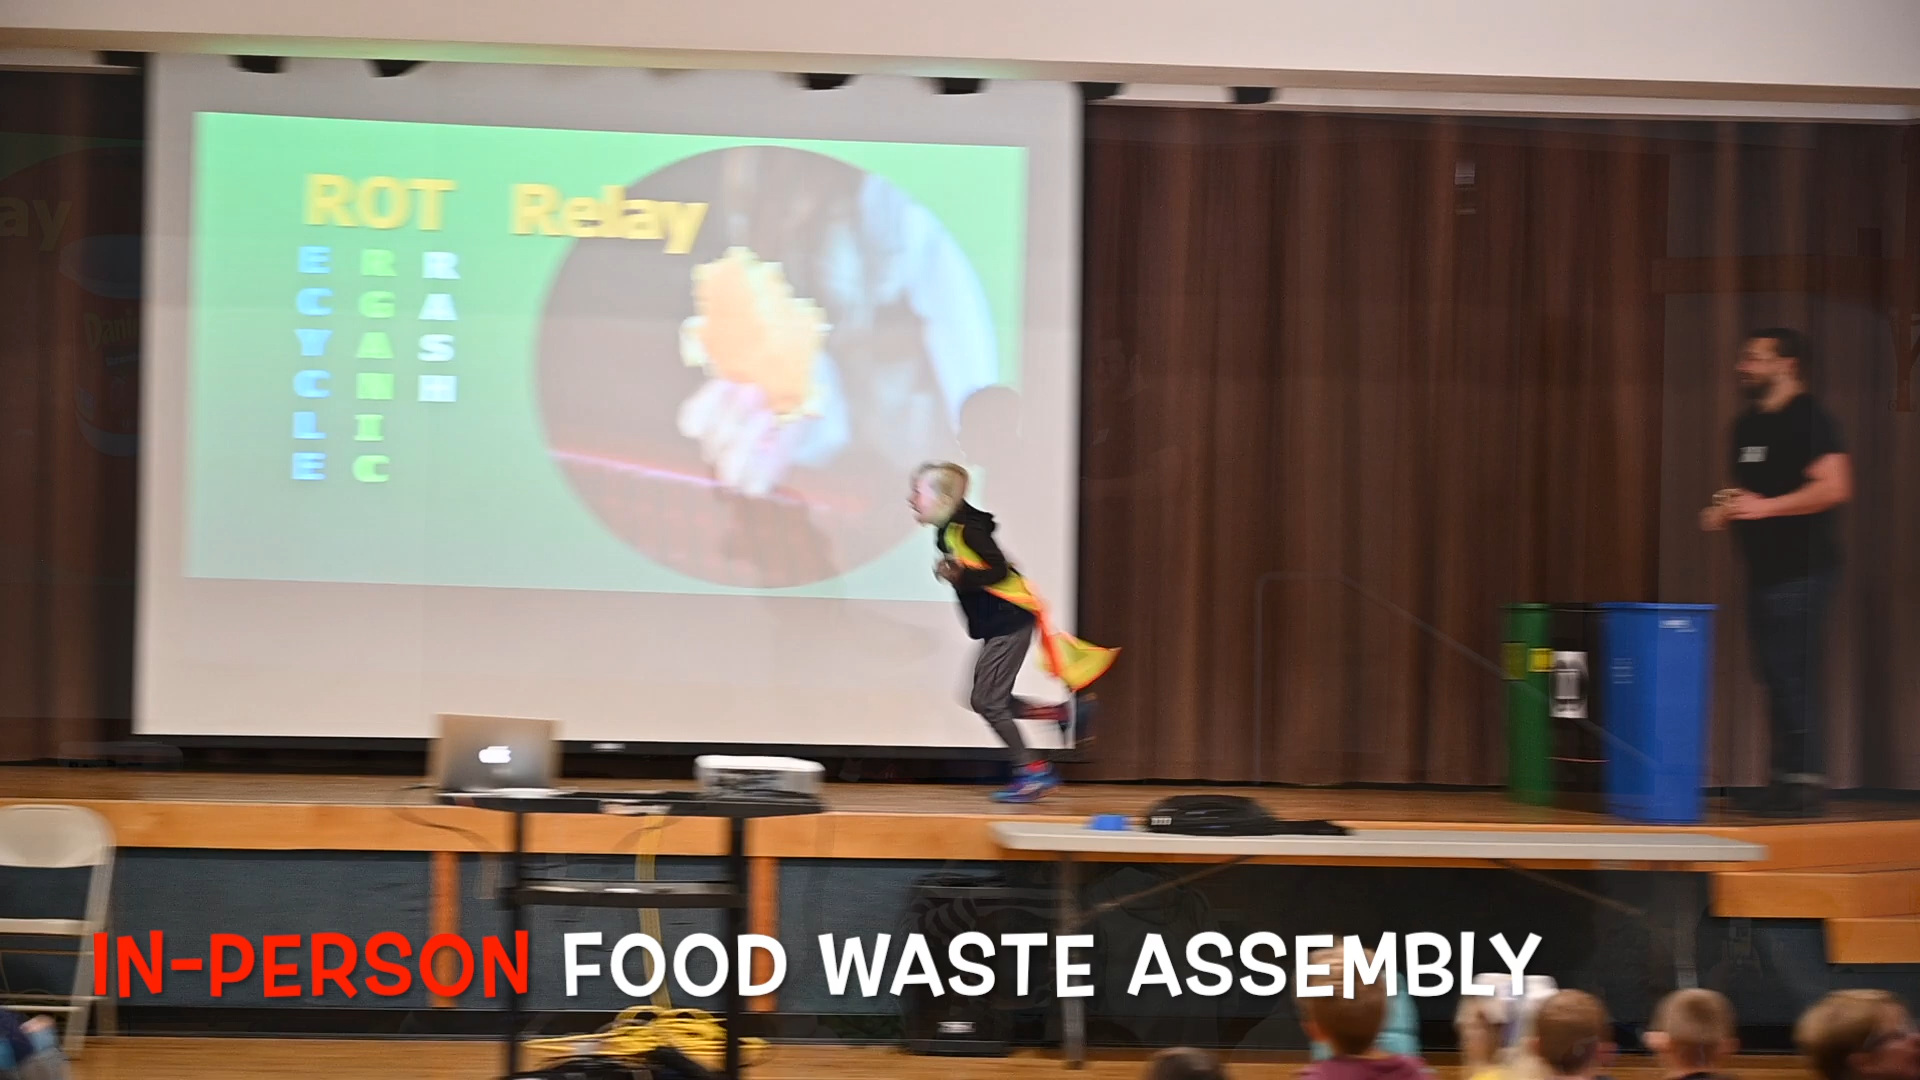 ROT Relay
E R R
C G A
Y A S
C N H
L I
E C
IN-PERSON FOOD WASTE ASSEMBLY